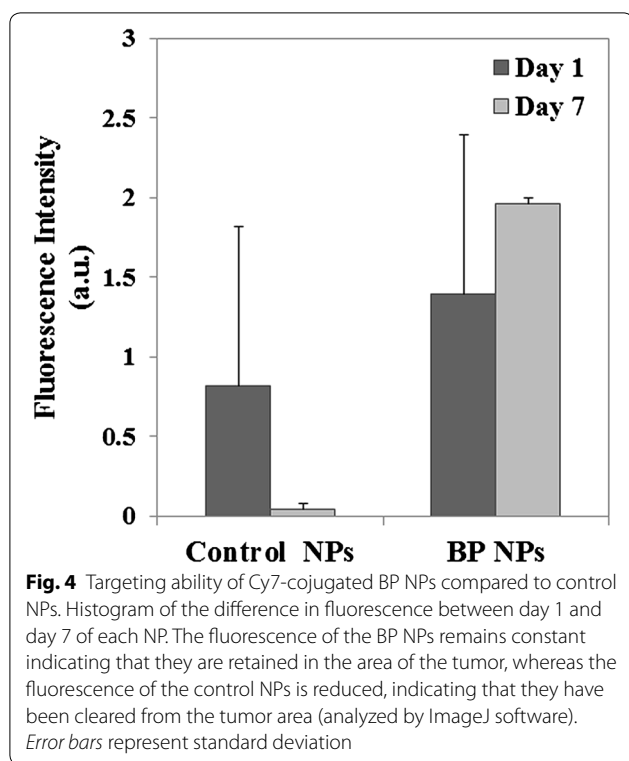 3
2.5
2
1.5
1
0.5
0
Fluorescence Intensity
(a.u.)
Day 1
Day 7
Control NPs
BP NPs
Fig. 4 Targeting ability of Cy7-cojugated BP NPs compared to control
NPs. Histogram of the difference in fluorescence between day 1 and
day 7 of each NP. The fluorescence of the BP NPs remains constant
indicating that they are retained in the area of the tumor, whereas the
fluorescence of the control NPs is reduced, indicating that they have
been cleared from the tumor area (analyzed by ImageJ software).
Error bars represent standard deviation